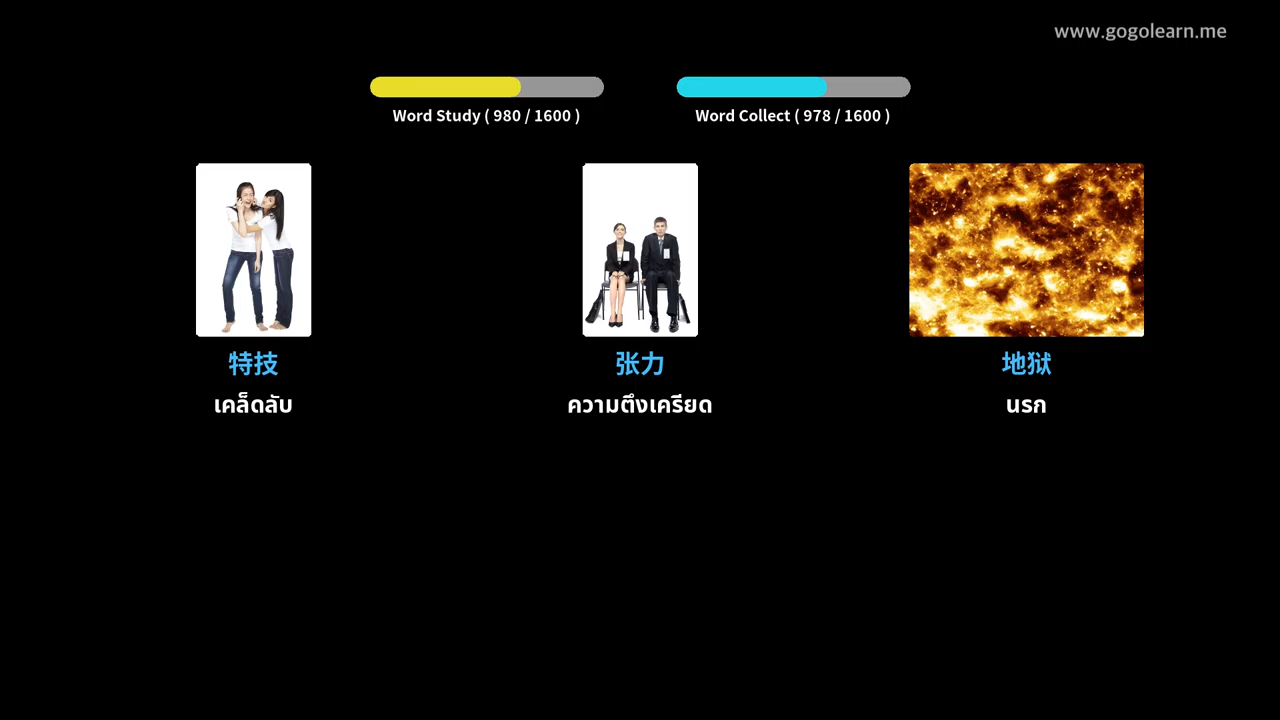 www.gogolearn.me
Word Study ( 980 / 1600 )
Word Collect ( 978 / 1600 )
特技
张力
地狱
เคล็ดลับ
ความตึงเครียด
นรก